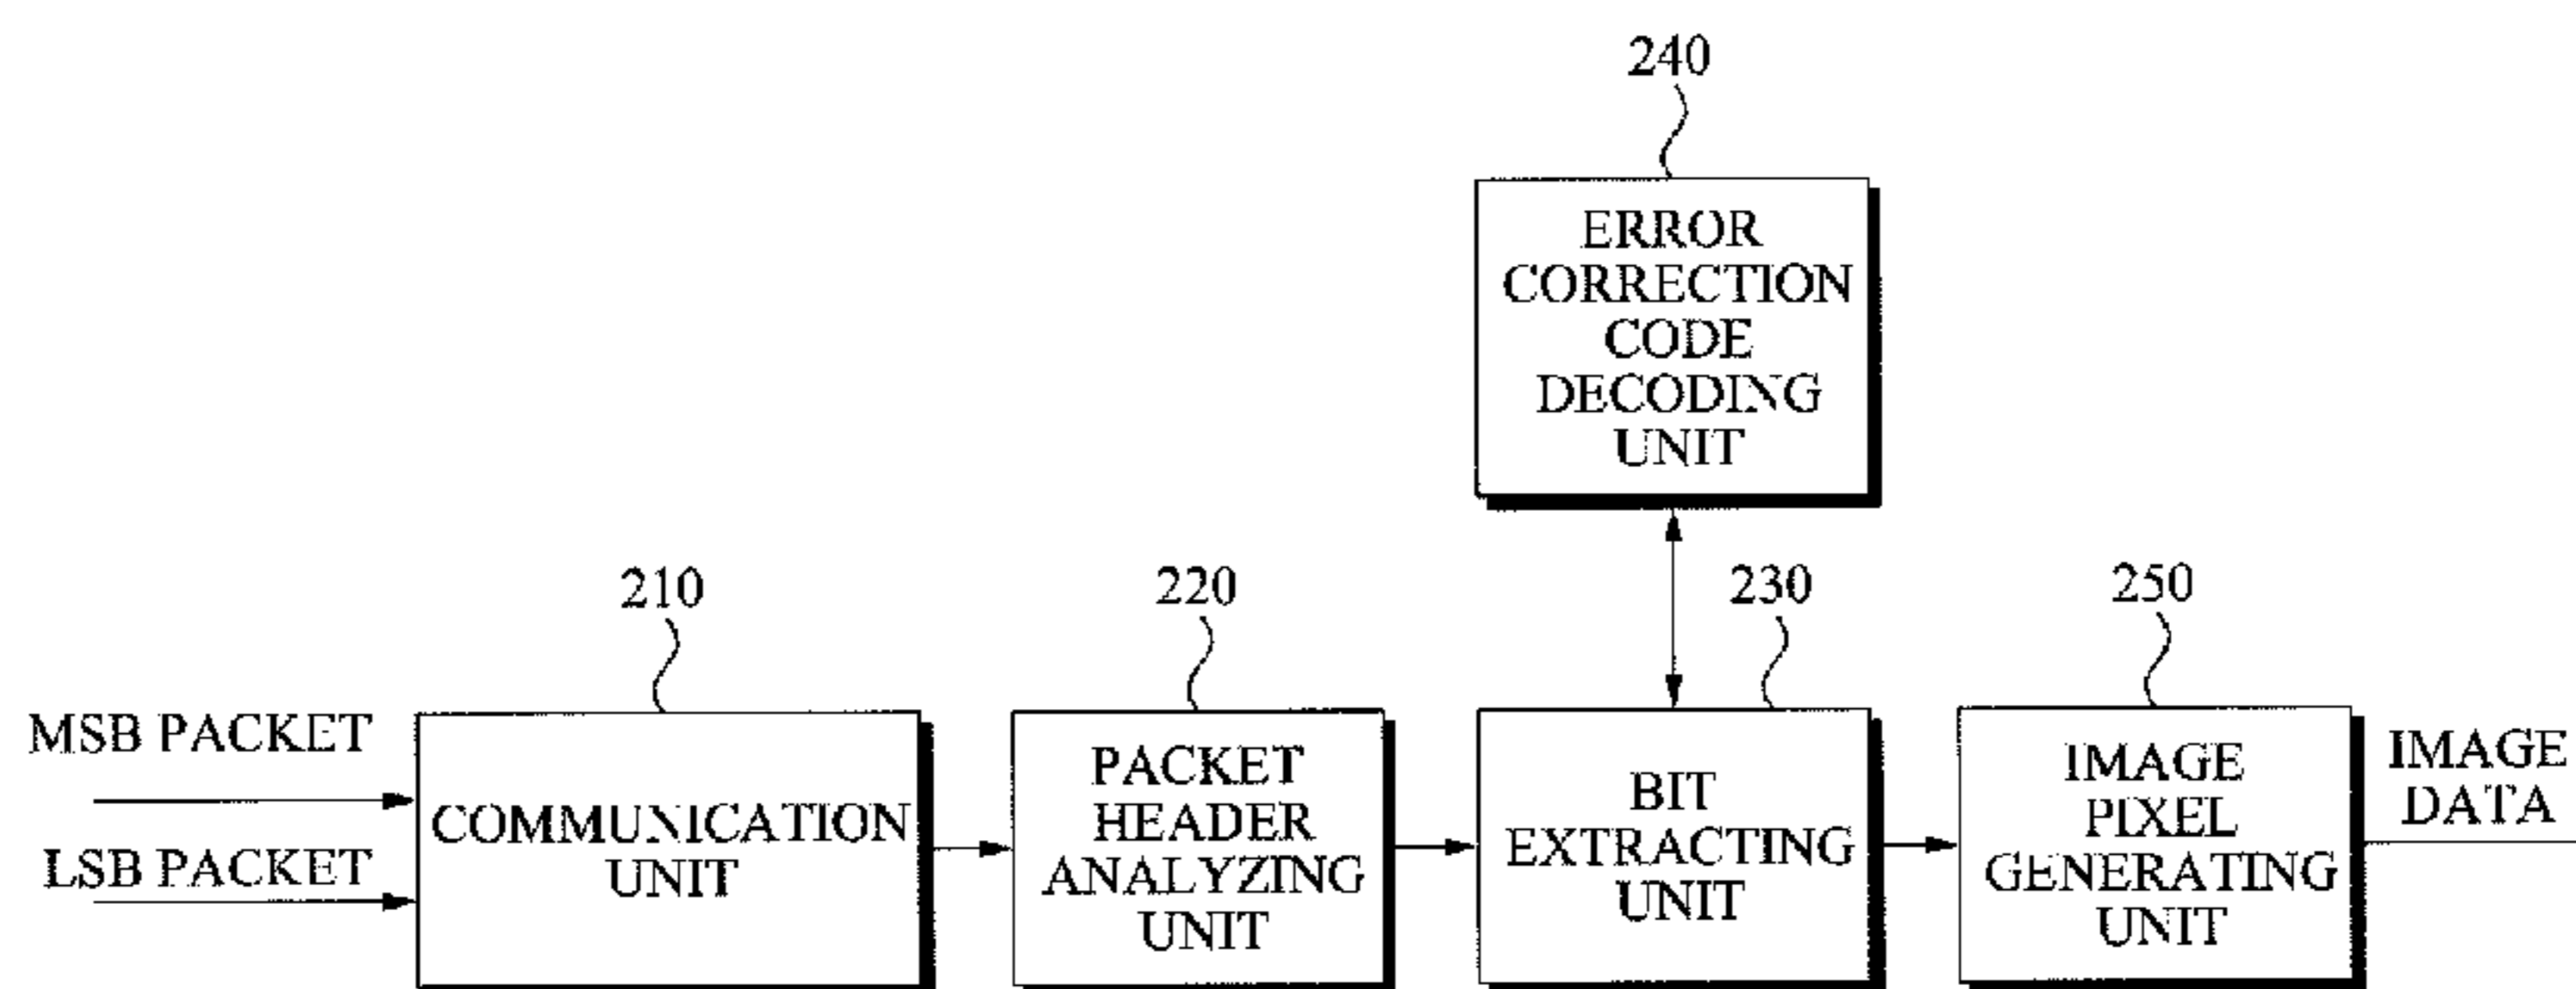 240
ERROR
CORRECTION
CODE
DECODING
UNIT
210
220
230
250
MSB PACKET
LSB PACKET
COMMUNICATION
UNIT
PACKET
HEADER
ANALYZING
UNIT
BIT
EXTRACTING
UNIT
IMAGE
PIXEL
GENERATING
UNIT
IMAGE
DATA